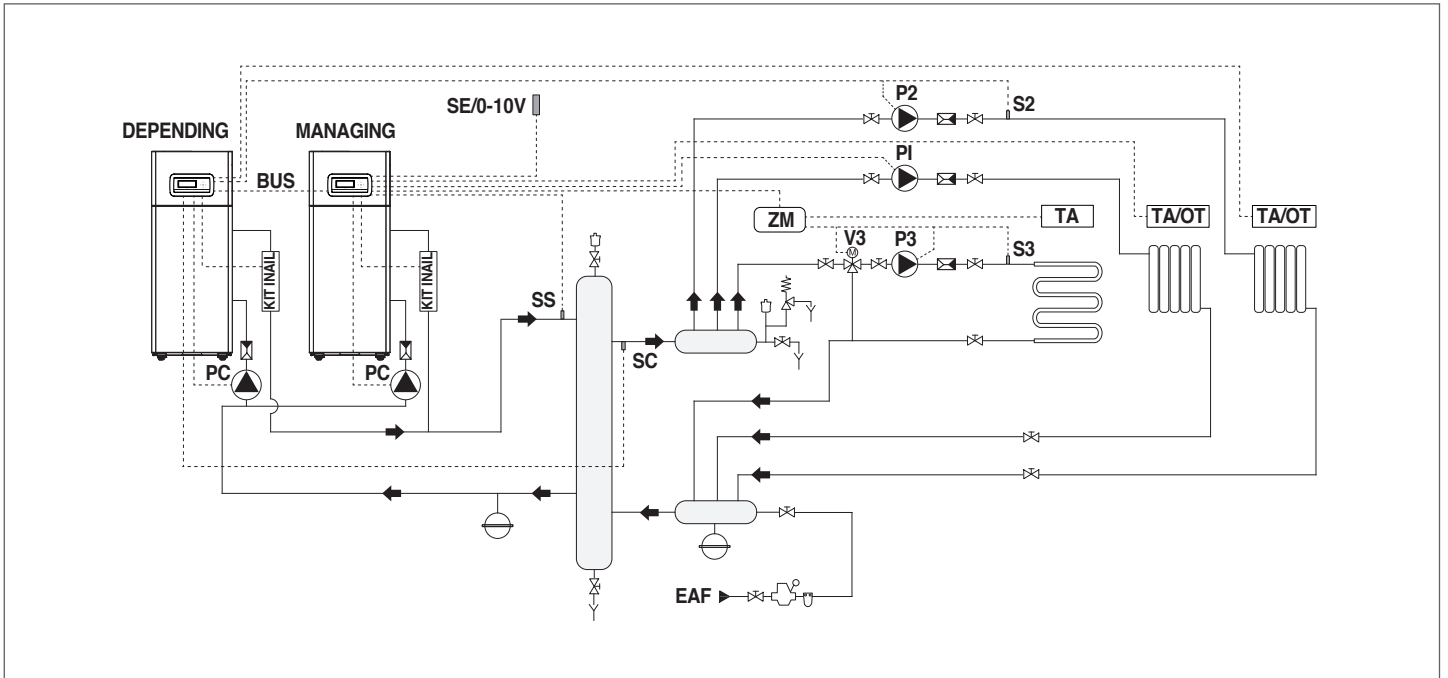 P2
S2
SE/0-10V
DEPENDING
MANAGING
PI
BUS
TA
TA/OT
TA/OT
ZM
V3
P3
S3
M
KIT INAIL
KIT INAIL
SS
SC
PC
PC
EAF